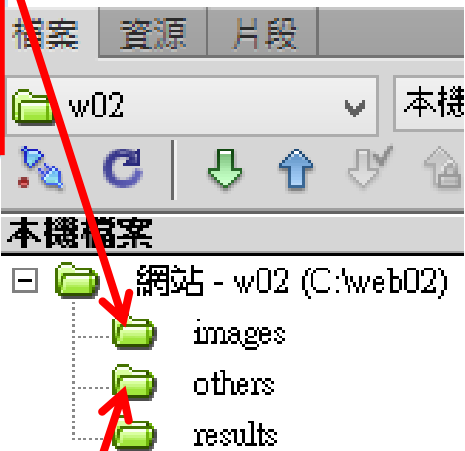 檔案 資源 片段
w02 本機
本機檔案
網站 - w02 (C:\web02)
images
others
results